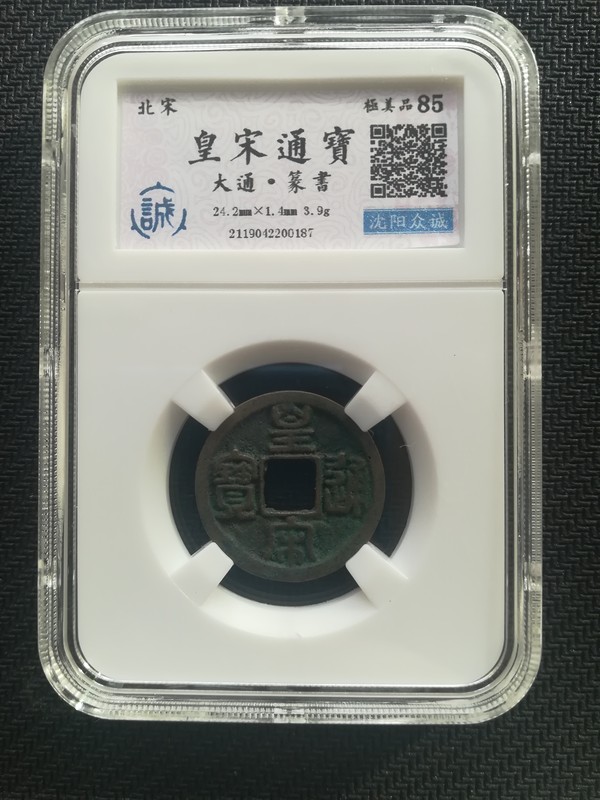 北宋
極美品85
皇宋通寶
大通·篆書
24.2mm×1.4mm 3.9g
2119042200187
誠
沈阳众诚
皇宋通寶